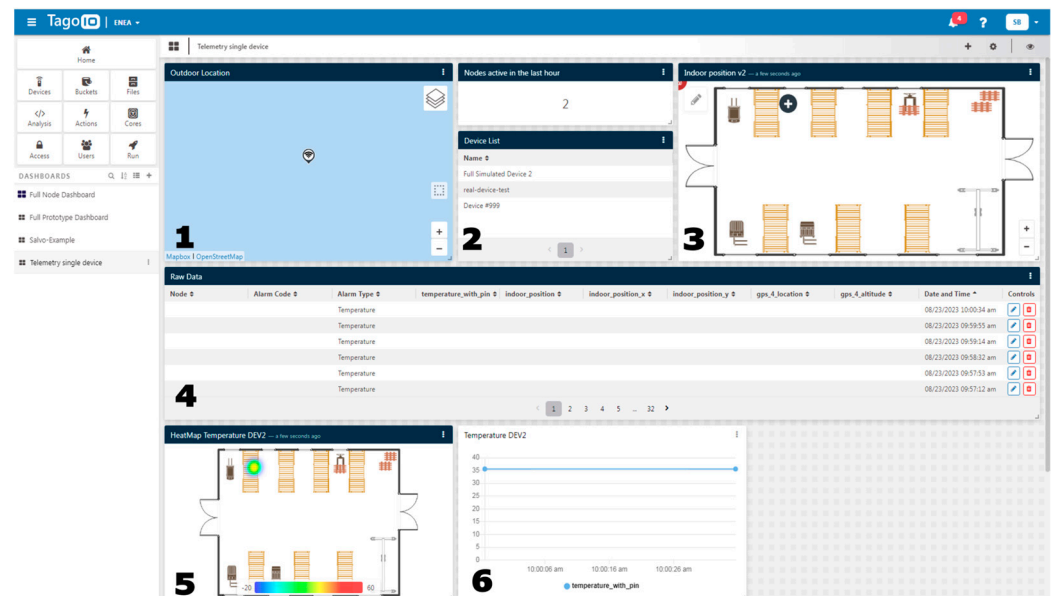 TagoIO ENEA
4 ? SB
Home
Devices Buckets Files
Analysis Actions Cores
Access Users Run
DASHBOARDS
Full Node Dashboard
Full Prototype Dashboard
Salvo-Example
Telemetry single device
Telemetry single device
Outdoor Location
1
+
−
Mapbox | OpenStreetMap
Nodes active in the last hour
2
Device List
Name
Full Simulated Device 2
real-device-test
Device #999
2
1
Indoor position v2 — a few seconds ago
3
+
−
Raw Data
Node Alarm Code Alarm Type temperature_with_pin indoor_position indoor_position_x indoor_position_y gps_4_location gps_4_altitude Date and Time Controls
Temperature 08/23/2023 10:00:34 am
Temperature 08/23/2023 09:59:55 am
Temperature 08/23/2023 09:59:14 am
Temperature 08/23/2023 09:58:32 am
Temperature 08/23/2023 09:57:53 am
Temperature 08/23/2023 09:57:12 am
4
1 2 3 4 5 ... 32
HeatMap Temperature DEV2 — a few seconds ago
5
-20 60
Temperature DEV2
40
35
30
25
20
15
10
5
0
10:00:06 am 10:00:16 am 10:00:26 am
6
temperature_with_pin